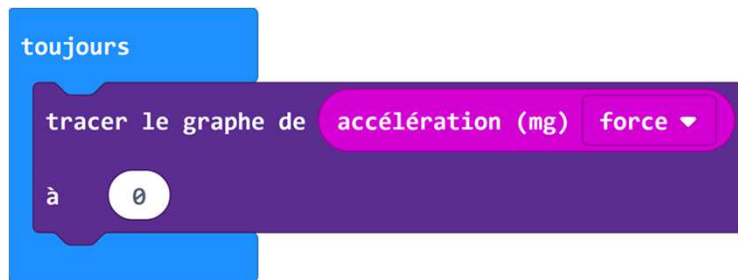 toujours
tracer le graphe de accélération (mg) force
à 0